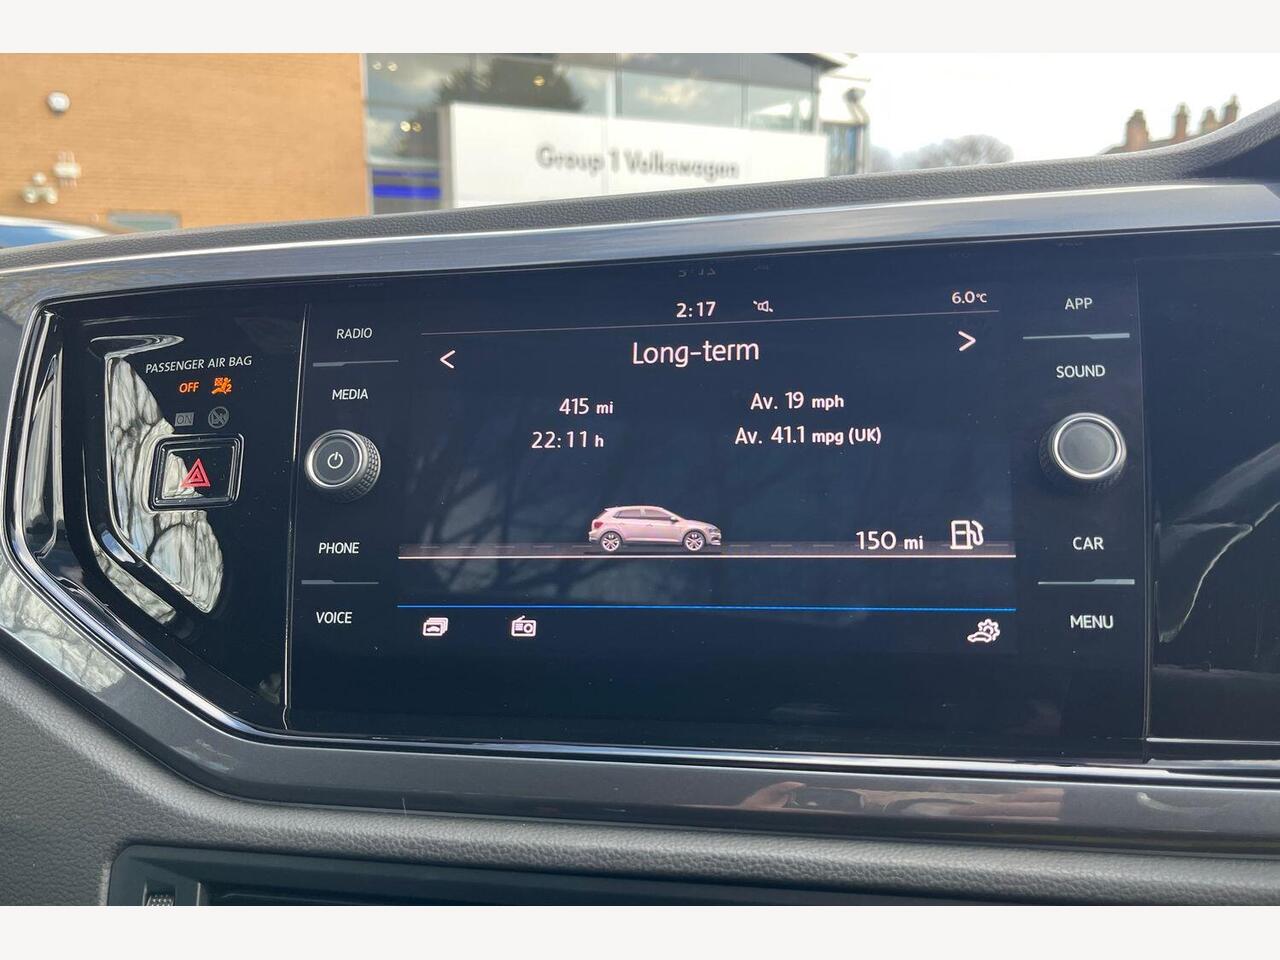 Group 1 Volkswagen
2:17
6.0°C
APP
RADIO
Long-term
PASSENGER AIR BAG
OFF
2
ON
SOUND
MEDIA
415 mi
Av. 19 mph
22:11 h
Av. 41.1 mpg (UK)
PHONE
150 mi
CAR
VOICE
MENU